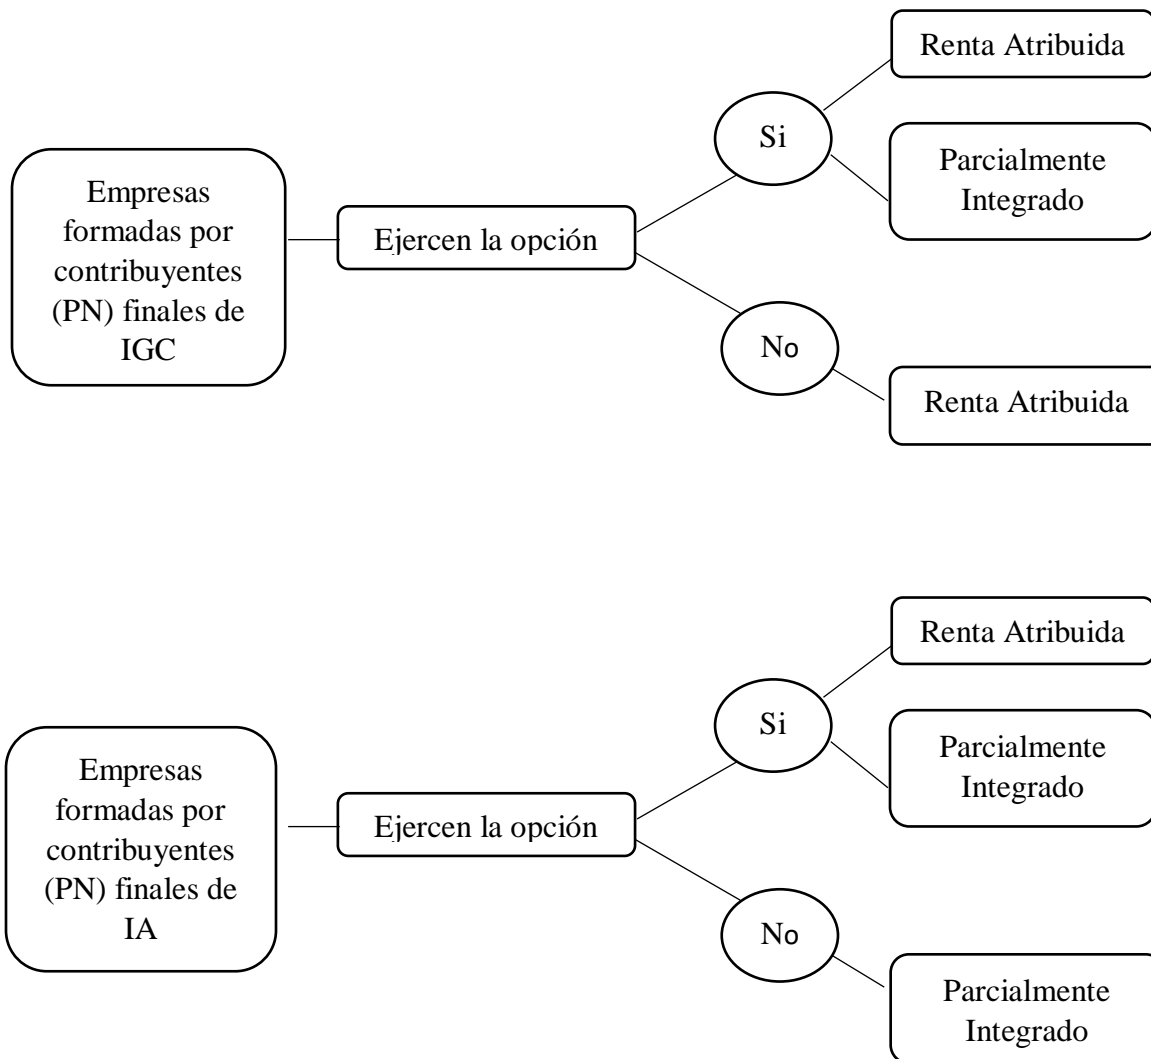 Renta Atribuida
Si
Parcialmente
Integrado
Empresas
formadas por
contribuyentes
(PN) finales de
IGC
Ejercen la opción
No
Renta Atribuida
Renta Atribuida
Si
Parcialmente
Integrado
Empresas
formadas por
contribuyentes
(PN) finales de
IA
Ejercen la opción
No
Parcialmente
Integrado